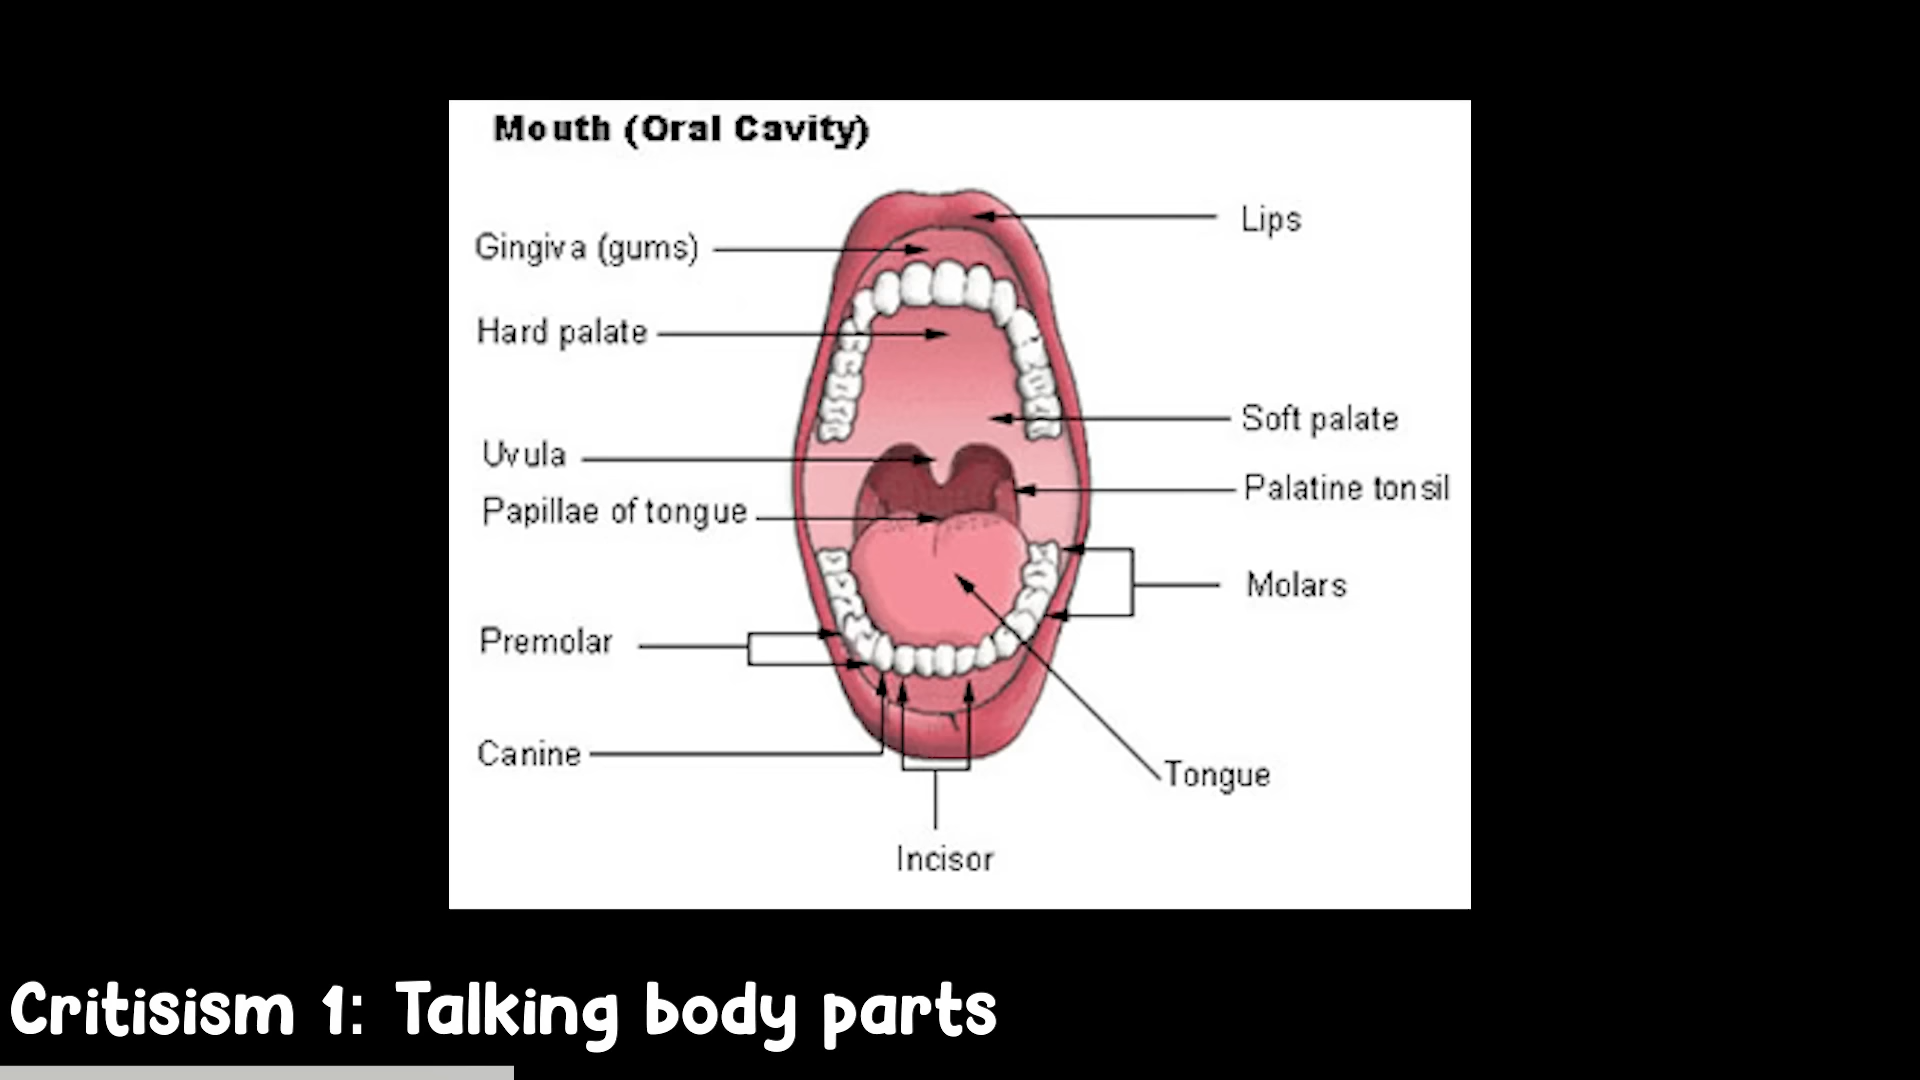 Mouth (Oral Cavity)
Lips
Gingiva (gums)
Hard palate
Soft palate
Uvula
Palatine tonsil
Papillae of tongue
Molars
Premolar
Canine
Tongue
Incisor
Critisism 1: Talking body parts